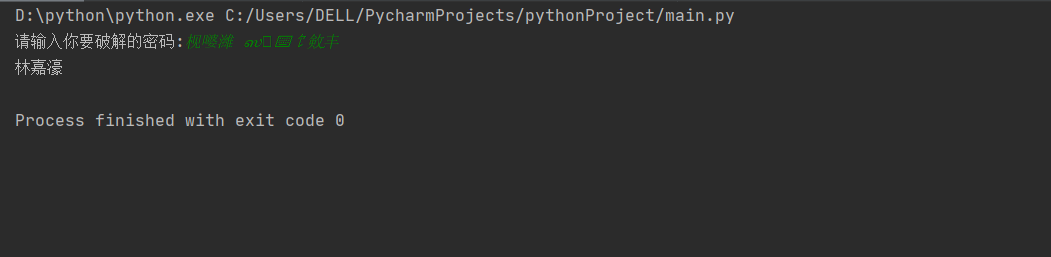 D:\python\python.exe C:/Users/DELL/PycharmProjects/pythonProject/main.py
请输入你要破解的密码:
林嘉濠
Process finished with exit code 0